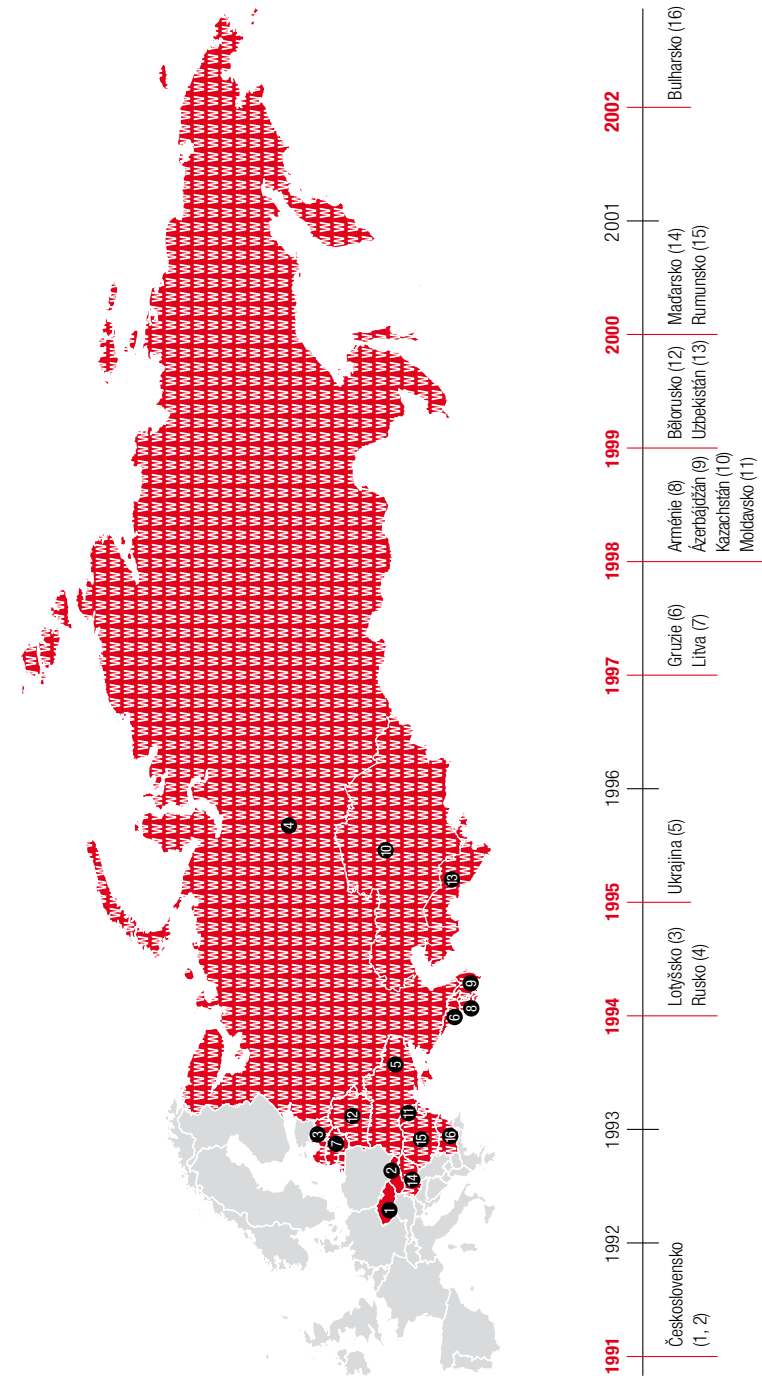 1
2
3
4
5
6
7
8
9
10
11
12
13
14
15
16
1991
1992
1993
1994
1995
1996
1997
1998
1999
2000
2001
2002
Československo
(1, 2)
Lotyšsko (3)
Rusko (4)
Ukrajina (5)
Gruzie (6)
Litva (7)
Arménie (8)
Ázerbájdžán (9)
Kazachstán (10)
Moldavsko (11)
Bělorusko (12)
Uzbekistán (13)
Maďarsko (14)
Rumunsko (15)
Bulharsko (16)